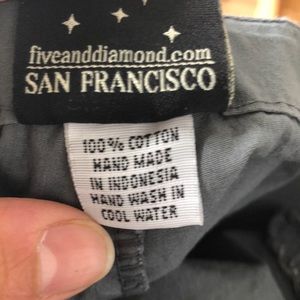 fiveanddiamond.com
SAN FRANCISCO
100% COTTON
HAND MADE
IN INDONESIA
HAND WASH IN
COOL WATER